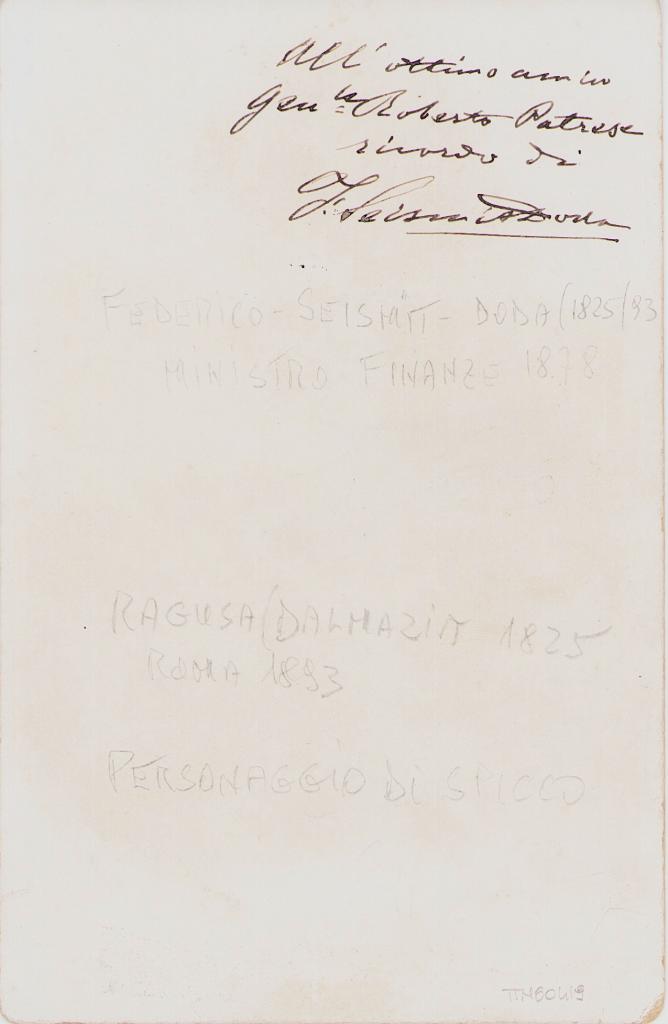 All' ottimo amico
Gen.le Roberto Patrese
ricordo di
F. Seismit Doda
FEDERICO - SEISMIT - DODA (1825/93
MINISTRO FINANZE 1878
RAGUSA (DALMAZIA 1825
ROMA 1893
PERSONAGGIO DI SPICCO